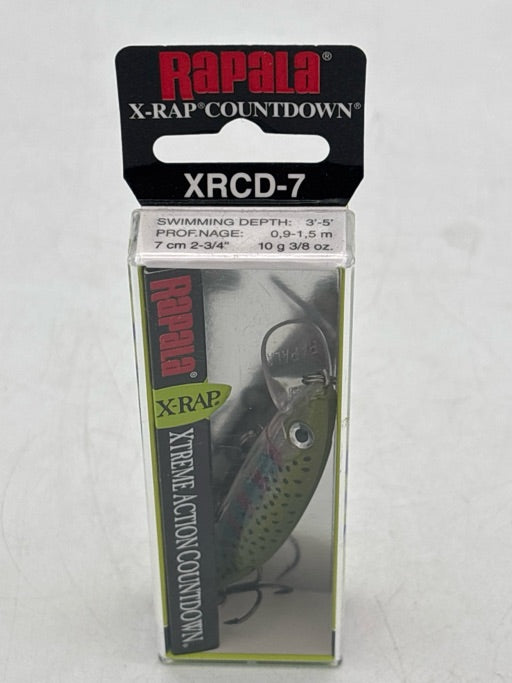 Rapala®
X-RAP® COUNTDOWN®
XRCD-7
SWIMMING DEPTH: 3'-5'
PROF.NAGE: 0,9-1,5 m
7 cm 2-3/4" 10 g 3/8 oz.
Rapala®
X-RAP®
XTREME ACTION COUNTDOWN®
RAPALA